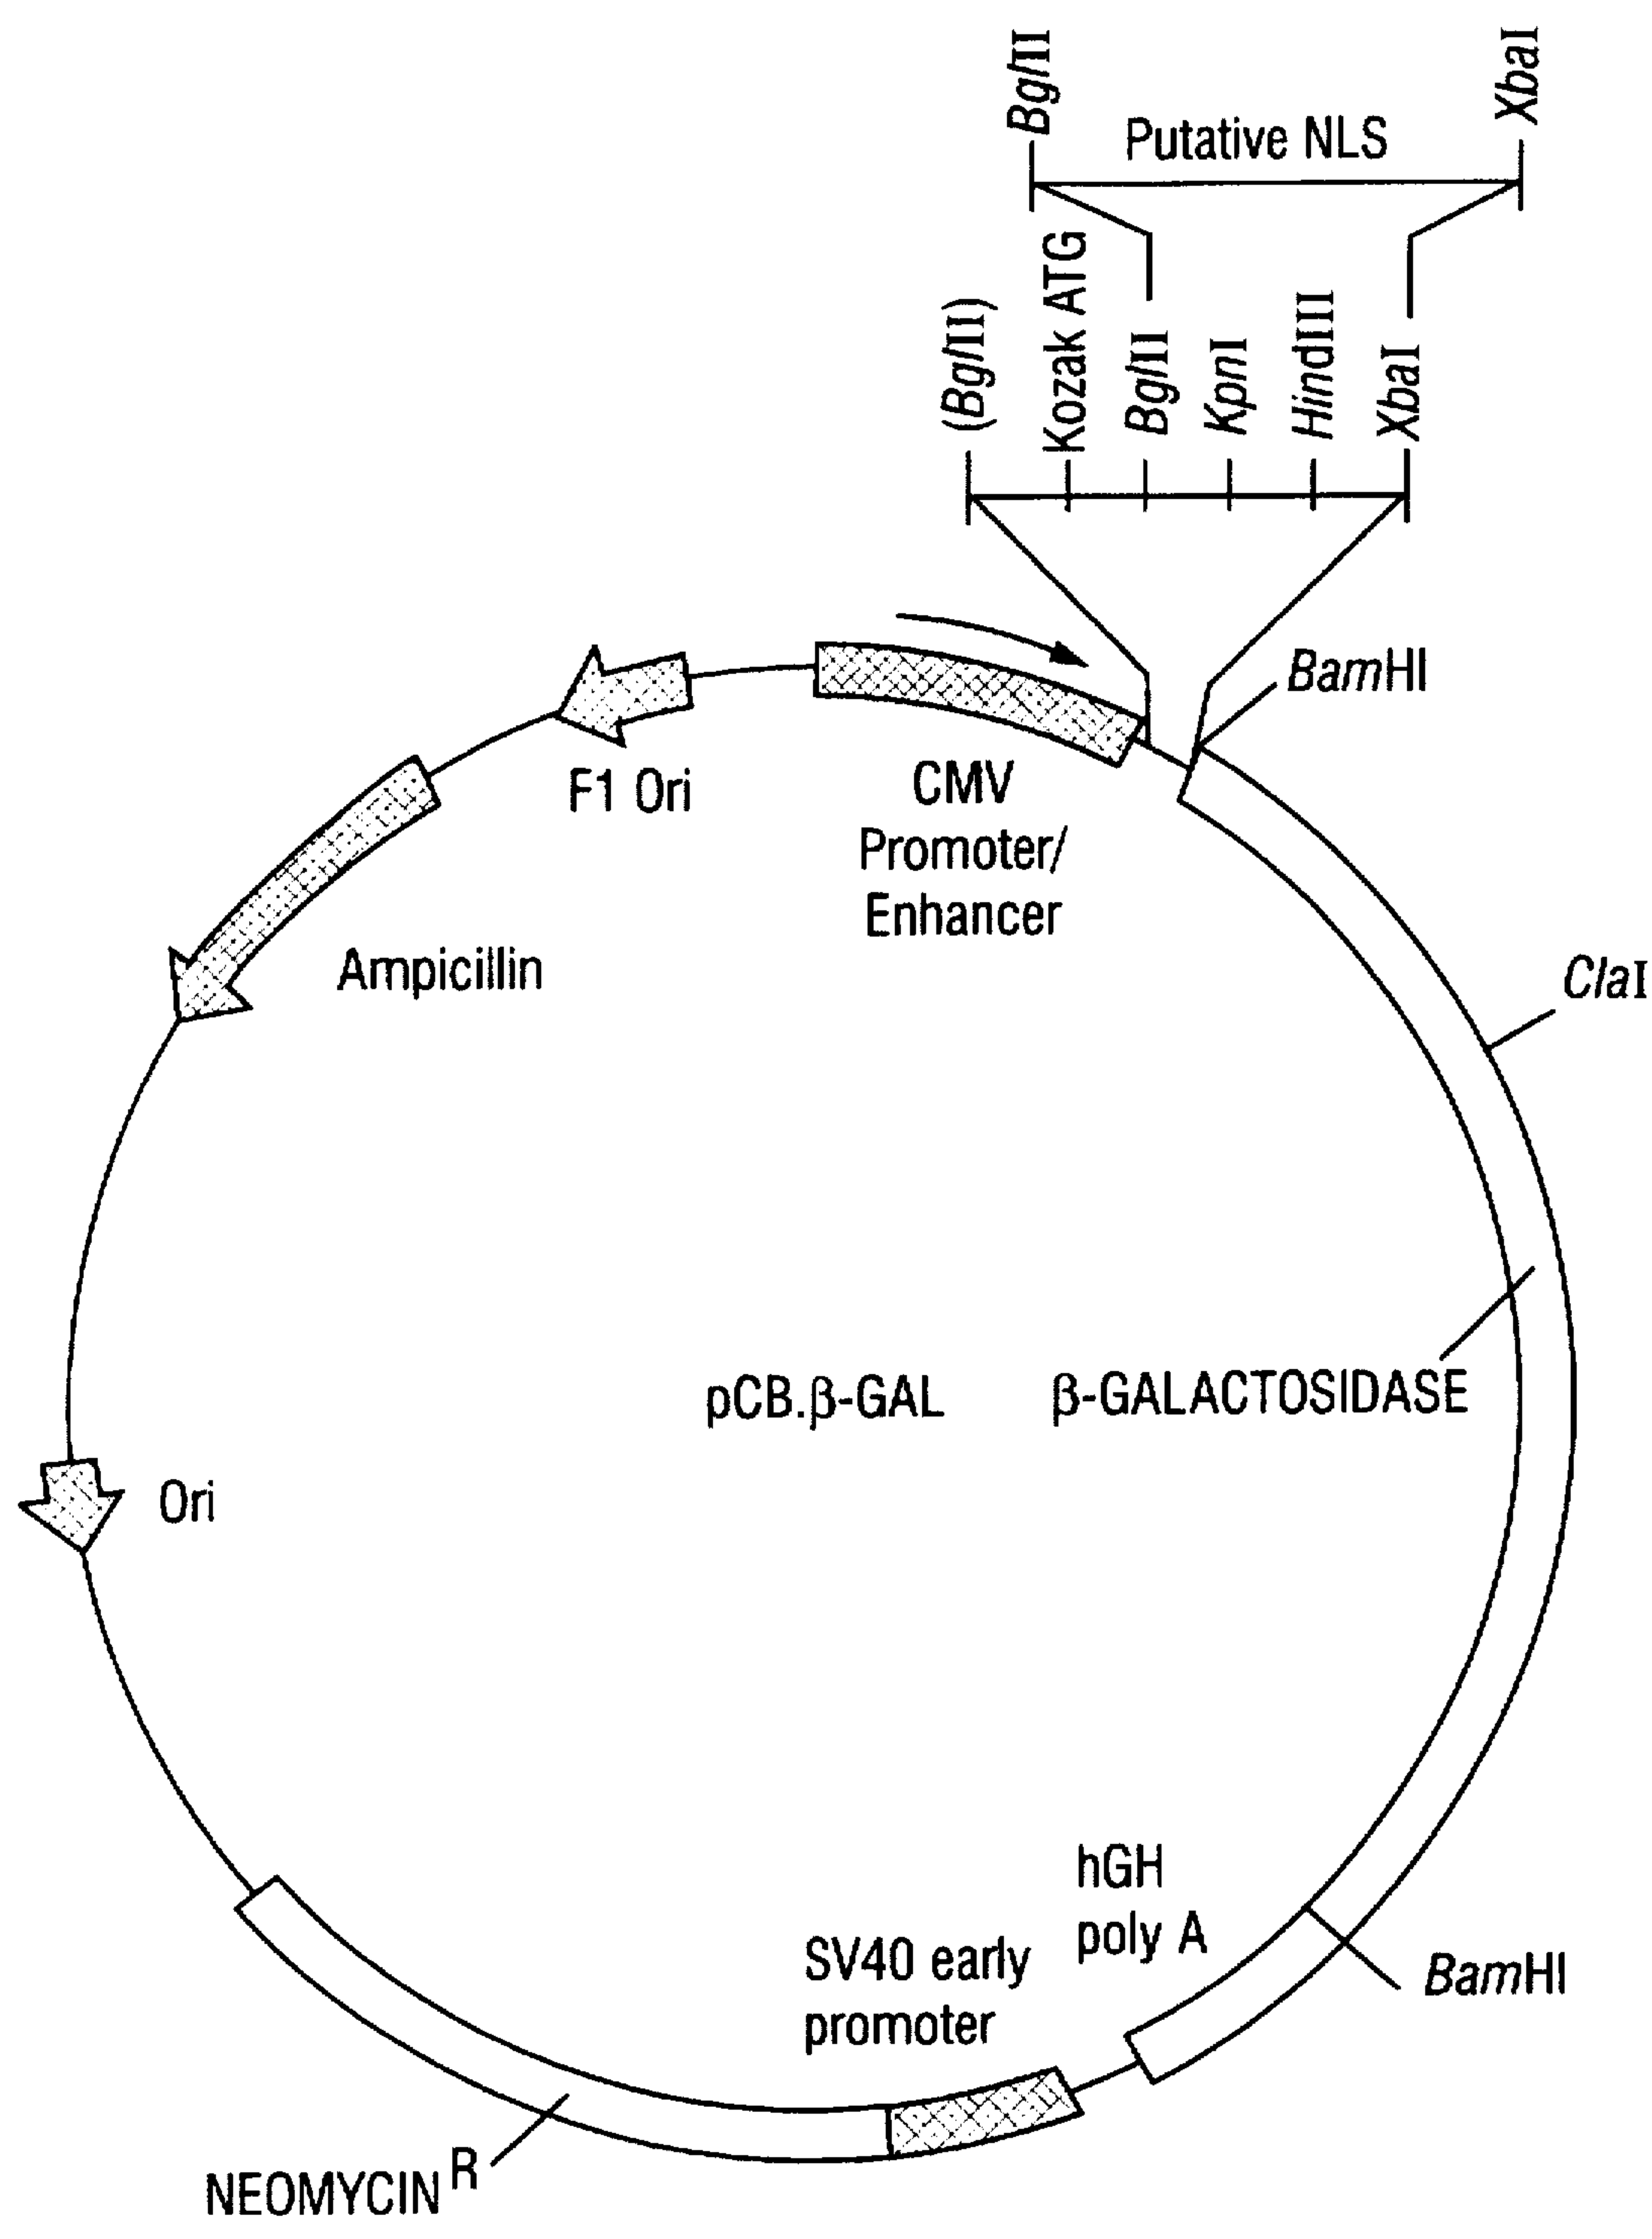 BglII
XbaI
Putative NLS
(BglII)
Kozak ATG
BglII
KpnI
HindIII
XbaI
BamHI
F1 Ori
CMV
Promoter/
Enhancer
Ampicillin
ClaI
pCB.β-GAL
β-GALACTOSIDASE
Ori
hGH
poly A
SV40 early
promoter
BamHI
NEOMYCIN R